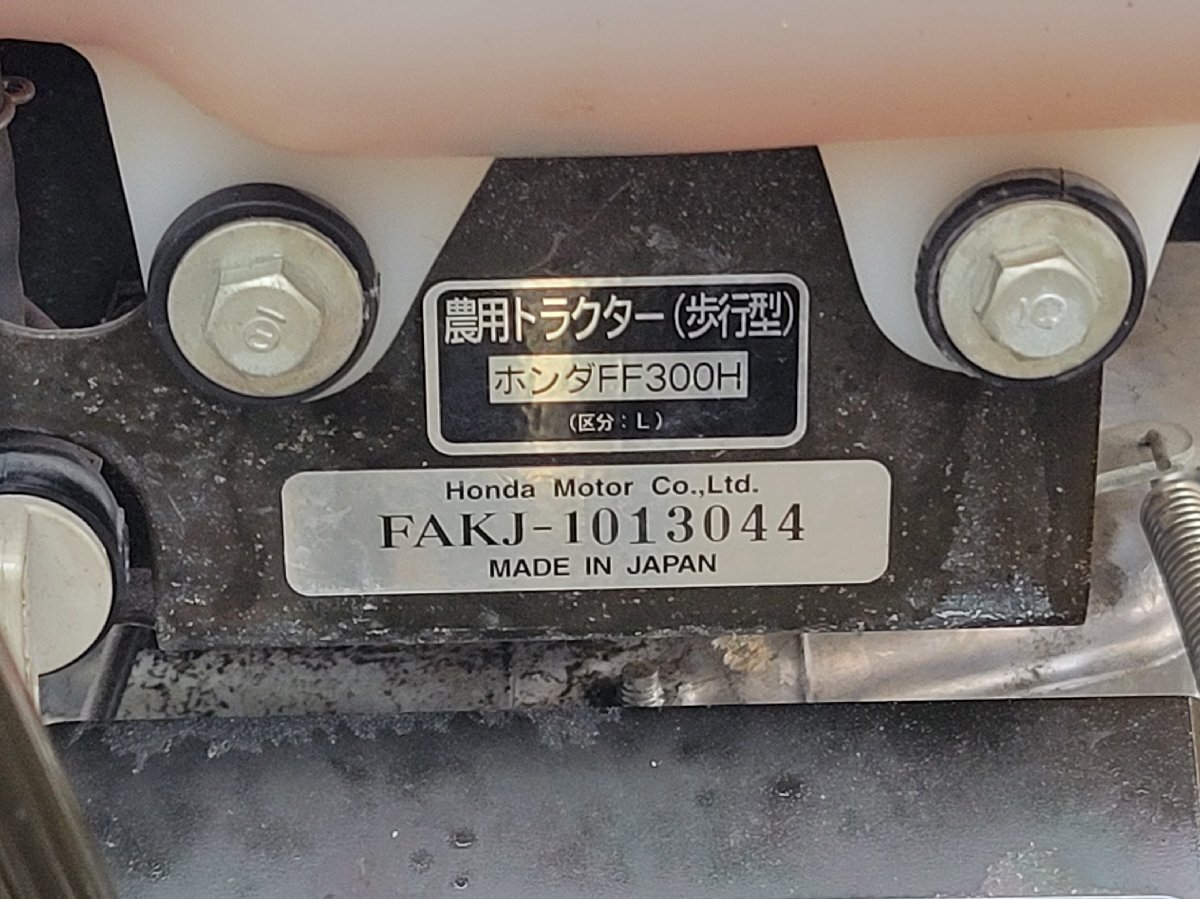 農用トラクター(歩行型)
ホンダFF300H
(区分:L)
Honda Motor Co.,Ltd.
FAKJ-1013044
MADE IN JAPAN